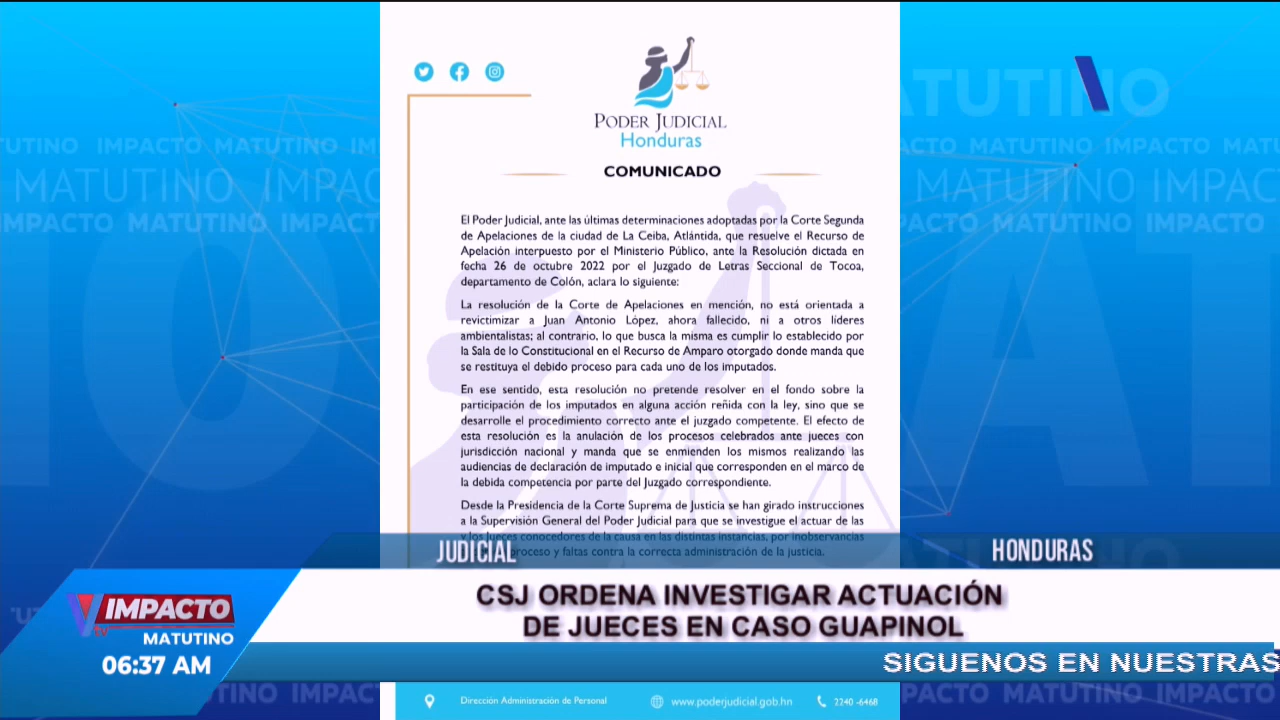 PODER JUDICIAL
Honduras
COMUNICADO
El Poder Judicial, ante las últimas determinaciones adoptadas por la Corte Segunda
de Apelaciones de la ciudad de La Ceiba, Atlántida, que resuelve el Recurso de
Apelación interpuesto por el Ministerio Público, ante la Resolución dictada en
fecha 26 de octubre 2022 por el Juzgado de Letras Seccional de Tocoa,
departamento de Colón, aclara lo siguiente:
La resolución de la Corte de Apelaciones en mención, no está orientada a
revictimizar a Juan Antonio López, ahora fallecido, ni a otros líderes
ambientalistas; al contrario, lo que busca la misma es cumplir lo establecido por
la Sala de lo Constitucional en el Recurso de Amparo otorgado donde manda que
se restituya el debido proceso para cada uno de los imputados.
En ese sentido, esta resolución no pretende resolver en el fondo sobre la
participación de los imputados en alguna acción reñida con la ley, sino que se
desarrolle el procedimiento correcto ante el juzgado competente. El efecto de
esta resolución es la anulación de los procesos celebrados ante jueces con
jurisdicción nacional y manda que se enmienden los mismos realizando las
audiencias de declaración de imputado e inicial que corresponden en el marco de
la debida competencia por parte del Juzgado correspondiente.
Desde la Presidencia de la Corte Suprema de Justicia se han girado instrucciones
a la Supervisión General del Poder Judicial para que se investigue el actuar de las
y los jueces conocedores de la causa en las distintas instancias, por inobservancias
proceso y faltas contra la correcta administración de la justicia.
JUDICIAL
HONDURAS
CSJ ORDENA INVESTIGAR ACTUACIÓN
DE JUECES EN CASO GUAPINOL
IMPACTO
MATUTINO
06:37 AM
SIGUENOS EN NUESTRAS
Dirección Administración de Personal
www.poderjudicial.gob.hn
2240 -6468
MATUTINO
TUTINO IMPACTO MATUTINO IMPACTO
MATUTINO IMPACTO
IMPACTO MATUTINO IMPACTO